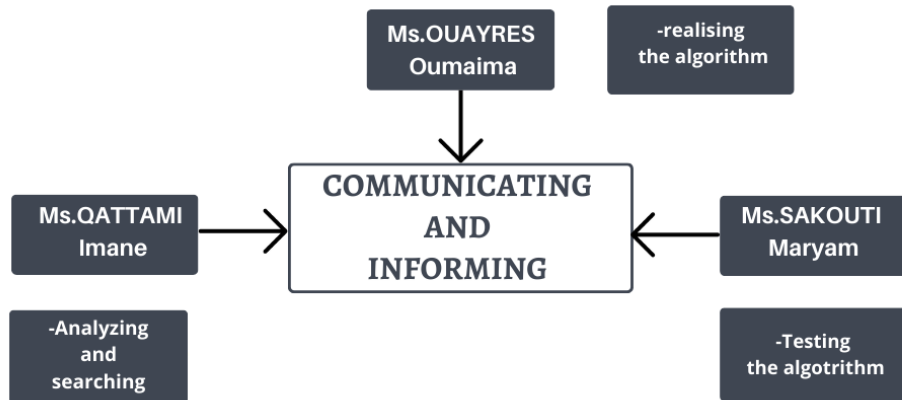 Ms.OUAYRES
Oumaima
-realising
the algorithm
COMMUNICATING
AND
INFORMING
Ms.QATTAMI
Imane
Ms.SAKOUTI
Maryam
-Analyzing
and
searching
-Testing
the algotrithm